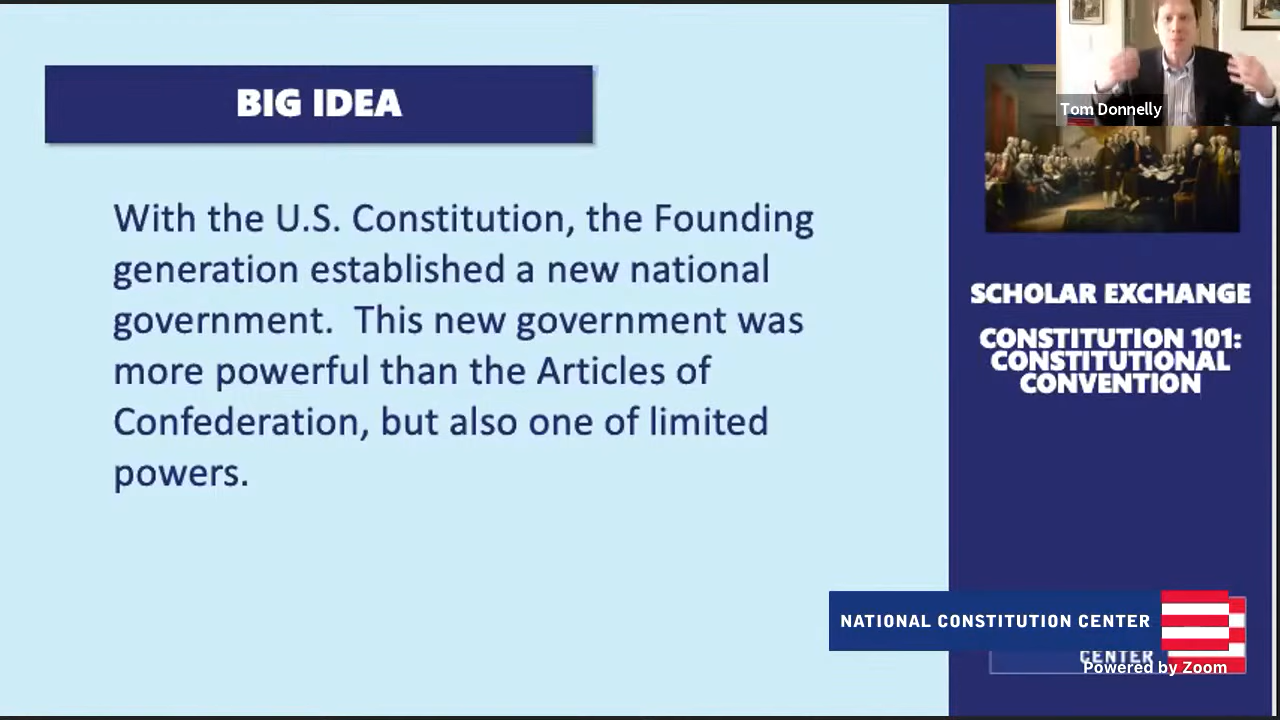 BIG IDEA
With the U.S. Constitution, the Founding
generation established a new national
government.  This new government was
more powerful than the Articles of
Confederation, but also one of limited
powers.
Tom Donnelly
SCHOLAR EXCHANGE
CONSTITUTION 101:
CONSTITUTIONAL
CONVENTION
NATIONAL CONSTITUTION CENTER
CENTER
Powered by Zoom